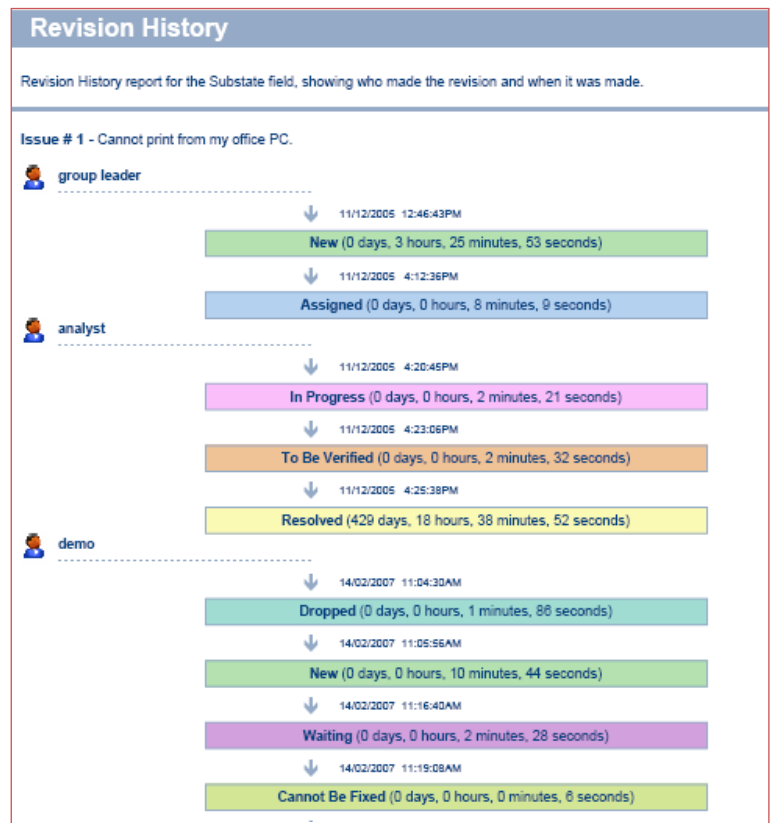 Revision History
Revision History report for the Substate field, showing who made the revision and when it was made.
Issue # 1 - Cannot print from my office PC.
group leader
11/12/2005 12:46:43PM
New (0 days, 3 hours, 25 minutes, 53 seconds)
11/12/2005 4:12:36PM
Assigned (0 days, 0 hours, 8 minutes, 9 seconds)
analyst
11/12/2005 4:20:45PM
In Progress (0 days, 0 hours, 2 minutes, 21 seconds)
11/12/2005 4:23:06PM
To Be Verified (0 days, 0 hours, 2 minutes, 32 seconds)
11/12/2005 4:25:38PM
Resolved (429 days, 18 hours, 38 minutes, 52 seconds)
demo
14/02/2007 11:04:30AM
Dropped (0 days, 0 hours, 1 minutes, 86 seconds)
14/02/2007 11:05:56AM
New (0 days, 0 hours, 10 minutes, 44 seconds)
14/02/2007 11:16:40AM
Waiting (0 days, 0 hours, 2 minutes, 28 seconds)
14/02/2007 11:19:08AM
Cannot Be Fixed (0 days, 0 hours, 0 minutes, 6 seconds)